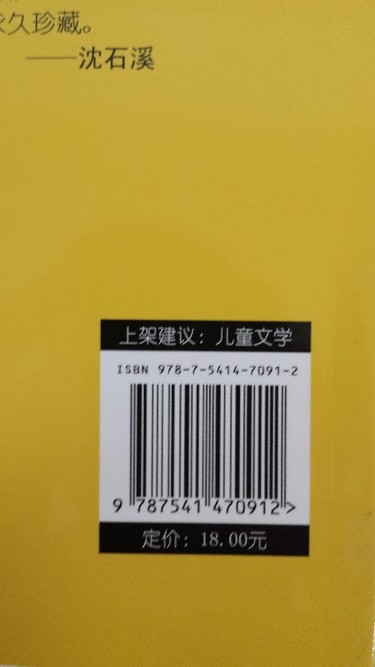 永久珍藏。
——沈石溪
上架建议：儿童文学
ISBN 978-7-5414-7091-2
9 787541 470912 >
定价：18.00元